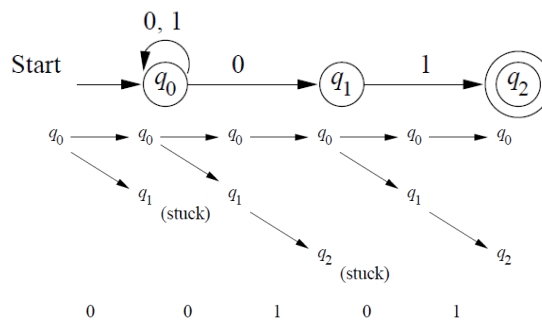 0, 1
Start q0 0 q1 1 q2
q0 q0 q0 q0 q0 q0
q1 (stuck) q1 q1
q2 (stuck) q2
0 0 1 0 1